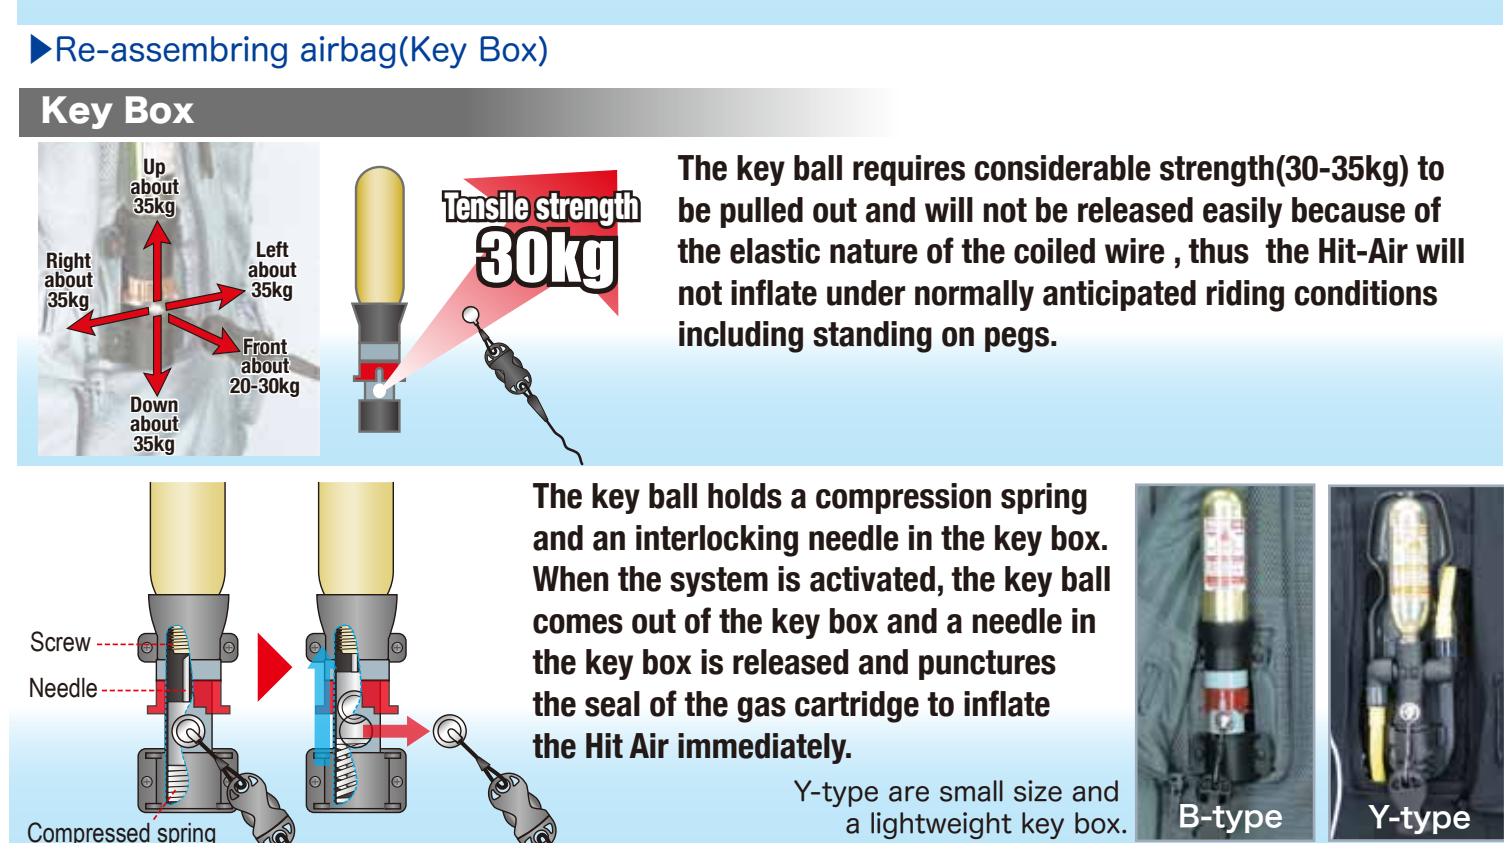 ▶Re-assembring airbag(Key Box)
Key Box
Up
about
35kg
Right
about
35kg
Left
about
35kg
Front
about
20-30kg
Down
about
35kg
Tensile strength
30kg
The key ball requires considerable strength(30-35kg) to
be pulled out and will not be released easily because of
the elastic nature of the coiled wire , thus the Hit-Air will
not inflate under normally anticipated riding conditions
including standing on pegs.
Screw
Needle
Compressed spring
The key ball holds a compression spring
and an interlocking needle in the key box.
When the system is activated, the key ball
comes out of the key box and a needle in
the key box is released and punctures
the seal of the gas cartridge to inflate
the Hit Air immediately.
Y-type are small size and
a lightweight key box.
B-type
Y-type